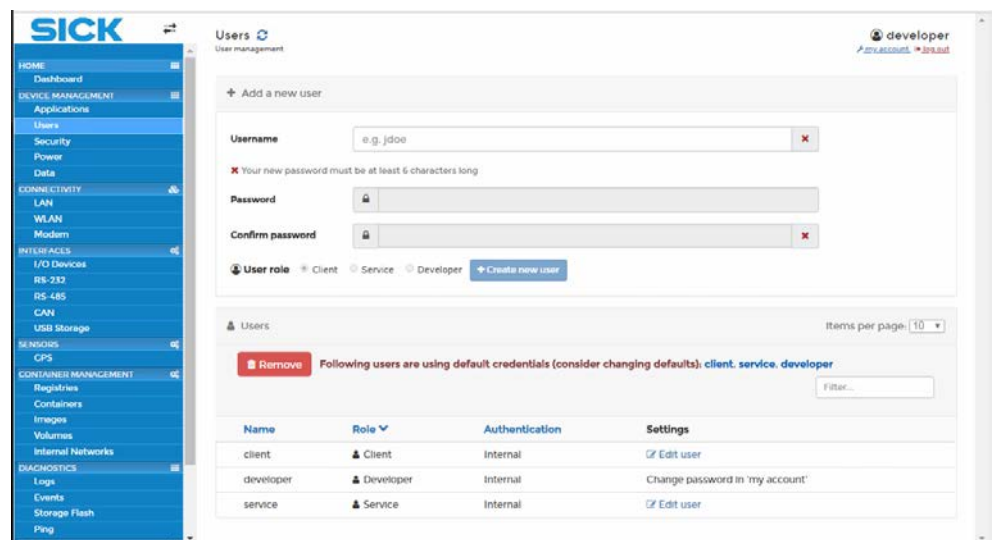 SICK
HOME
Dashboard
DEVICE MANAGEMENT
Applications
Users
Security
Power
Data
CONNECTIVITY
LAN
WLAN
Modem
INTERFACES
I/O Devices
RS-232
RS-485
CAN
USB Storage
SENSORS
GPS
CONTAINER MANAGEMENT
Registries
Containers
Images
Volumes
Internal Networks
DIAGNOSTICS
Logs
Events
Storage Flash
Ping
Users
User management
developer
my account, log out
+ Add a new user
Username e.g. jdoe
Your new password must be at least 6 characters long
Password
Confirm password
User role Client Service Developer +Create new user
Users Items per page: 10
Remove Following users are using default credentials (consider changing defaults): client, service, developer
Filter...
Name Role Authentication Settings
client Client Internal Edit user
developer Developer Internal Change password in 'my account'
service Service Internal Edit user